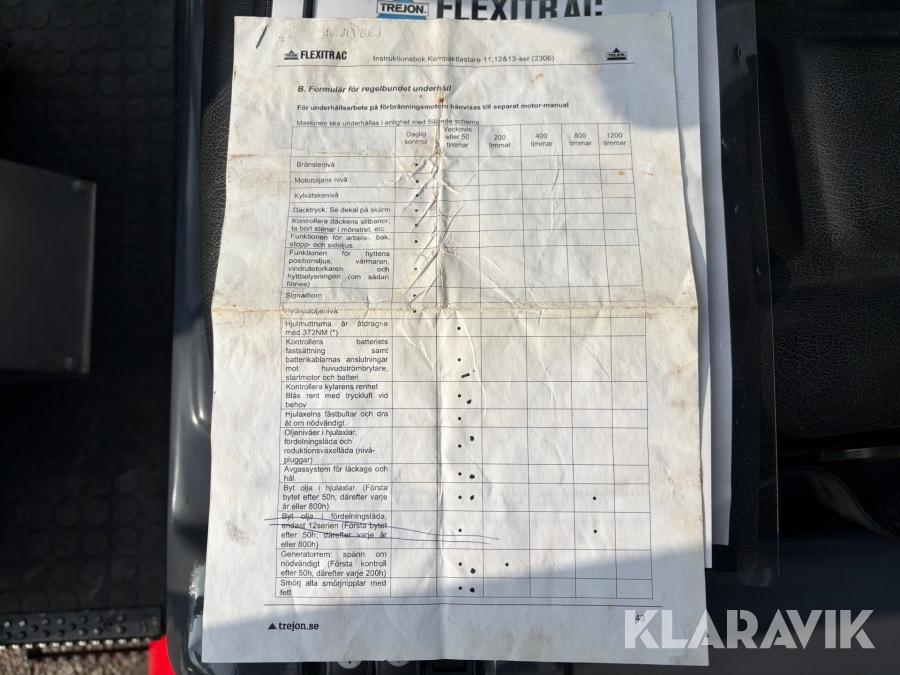 TREJON. FLEXITRAC
FLEXITRAC Instruktionsbok Kompaktlastare 11,12&13-ser (2306) TREJON
B. Formulär för regelbundet underhåll
För underhållsarbete på förbränningsmotorn hänvisas till separat motor-manual
Maskinen ska underhållas i enlighet med följande schema
Daglig kontroll
Veckovis eller 50 timmar
200 timmar
400 timmar
800 timmar
1200 timmar
Bränslenivå •
Motoroljans nivå •
Kylvätskenivå •
Däcktryck: Se dekal på skärm •
Kontrollera däckens slitbanor;
ta bort stenar i mönstret, etc. •
Funktionen för arbets-, bak,
stopp- och sidoljus. •
Funktionen för hyttens
positionsljus, värmaren,
vindrutetorkaren och •
hyttbelysningen (om sådan
finnes)
Signalhorn •
Hydrauloljenivå. •
Hjulmuttrarna är åtdragna •
med 372NM (*)
Kontrollera batteriets
fastsättning samt
batterikablarnas anslutningar •
mot huvudströmbrytare,
startmotor och batteri
Kontrollera kylarens renhet
Blås rent med tryckluft vid •
behov
Hjulaxelns fästbultar och dra •
åt om nödvändigt.
Oljenivåer i hjulaxlar,
fördelningslåda och •
reduktionsväxellåda (nivå-
pluggar)
Avgassystem för läckage och •
hål.
Byt olja i hjulaxlar. (Första
bytet efter 50h; därefter varje • •
år eller 800h)
Byt olja i fördelningslåda,
endast 12serien (Första bytet
efter 50h; därefter varje år • •
eller 800h)
Generatorrem: spänn om
nödvändigt (Första kontroll • •
efter 50h, därefter varje 200h)
Smörj alla smörjnipplar med •
fett
trejon.se
KLARAVIK